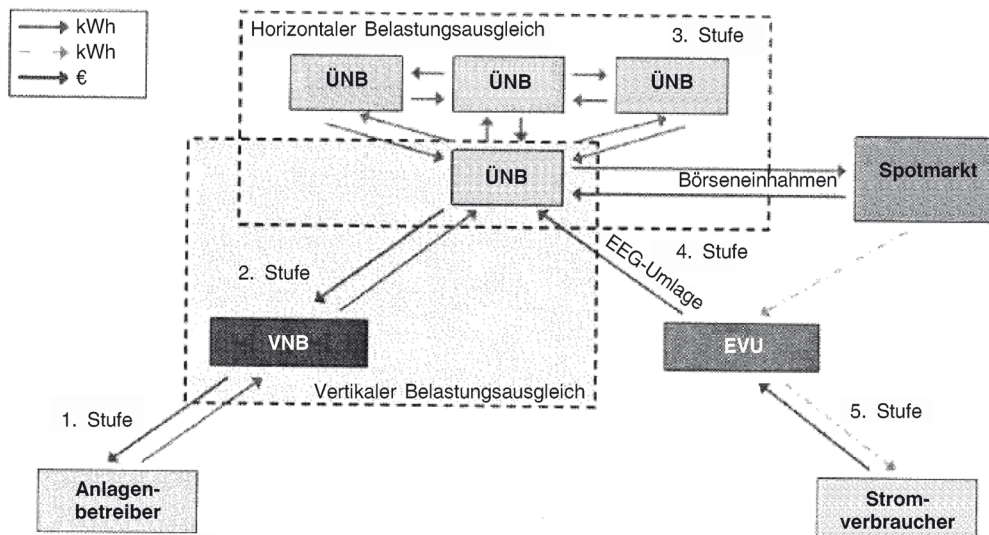 kWh
kWh
€
Horizontaler Belastungsausgleich
3. Stufe
ÜNB
ÜNB
ÜNB
ÜNB
Börseneinhahmen
Spotmarkt
2. Stufe
EEG-Umlage
4. Stufe
VNB
EVU
Vertikaler Belastungsausgleich
1. Stufe
5. Stufe
Anlagen-
betreiber
Strom-
verbraucher